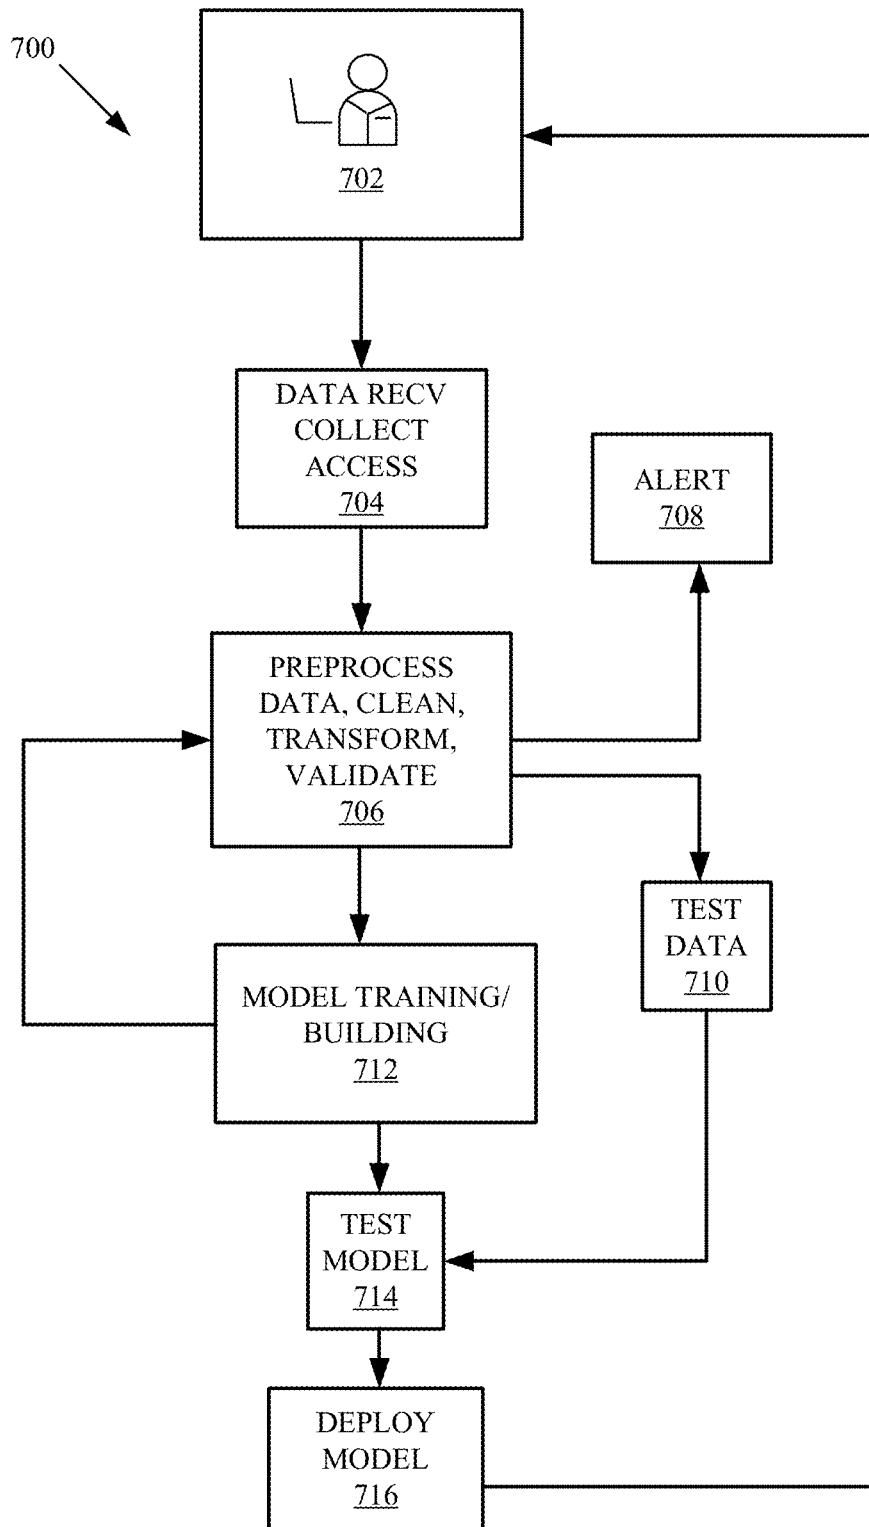 700
702
DATA RECV
COLLECT
ACCESS
704
ALERT
708
PREPROCESS
DATA, CLEAN,
TRANSFORM,
VALIDATE
706
TEST
DATA
710
MODEL TRAINING/
BUILDING
712
TEST
MODEL
714
DEPLOY
MODEL
716